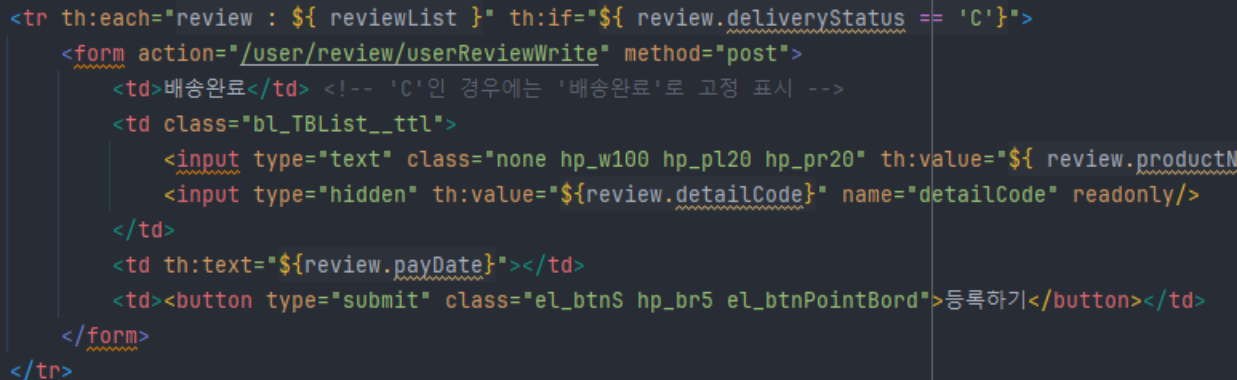 <tr th:each="review : ${ reviewList }" th:if="${ review.deliveryStatus == 'C'}">
<form action="/user/review/userReviewWrite" method="post">
<td>배송완료</td> <!-- 'C'인 경우에는 '배송완료'로 고정 표시 -->
<td class="bl_TBList__ttl">
<input type="text" class="none hp_w100 hp_pl20 hp_pr20" th:value="${ review.productN
<input type="hidden" th:value="${review.detailCode}" name="detailCode" readonly/>
</td>
<td th:text="${review.payDate}"></td>
<td><button type="submit" class="el_btnS hp_br5 el_btnPointBord">등록하기</button></td>
</form>
</tr>